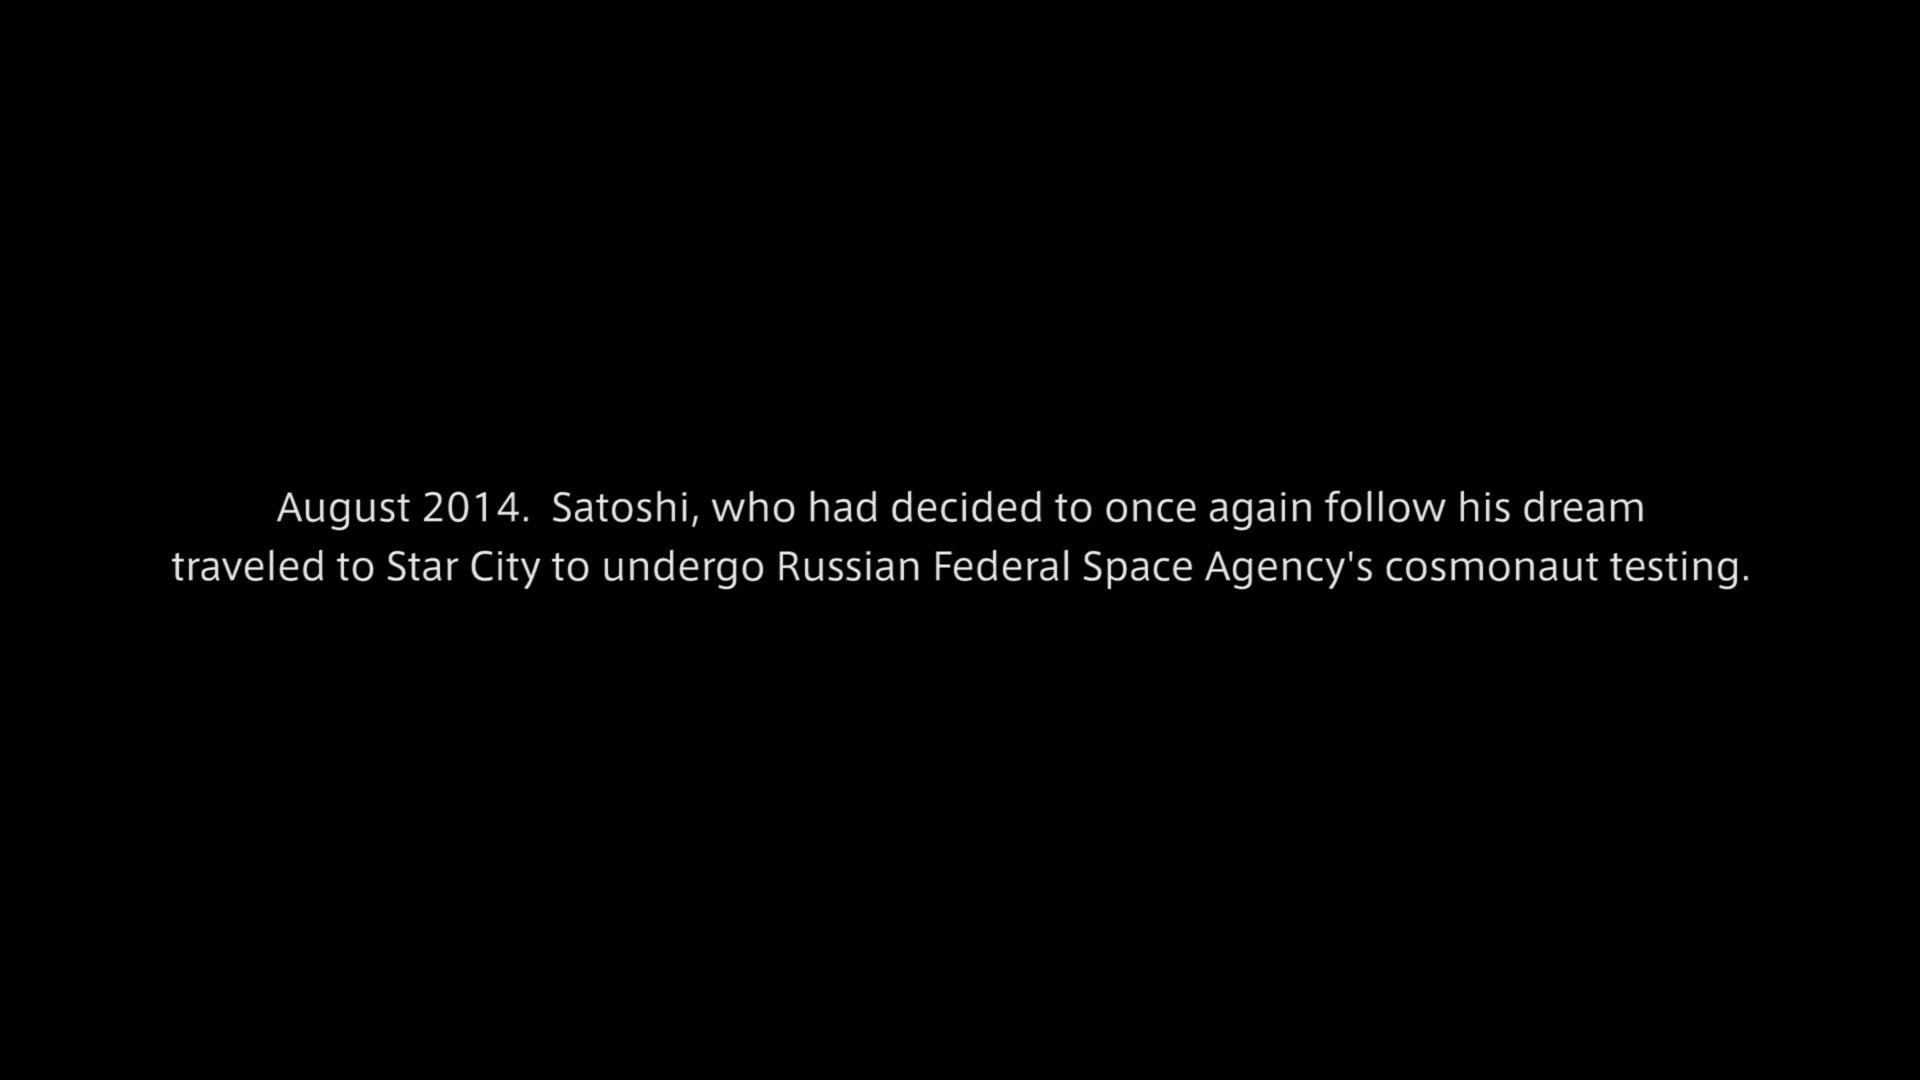 August 2014.  Satoshi, who had decided to once again follow his dream
traveled to Star City to undergo Russian Federal Space Agency's cosmonaut testing.